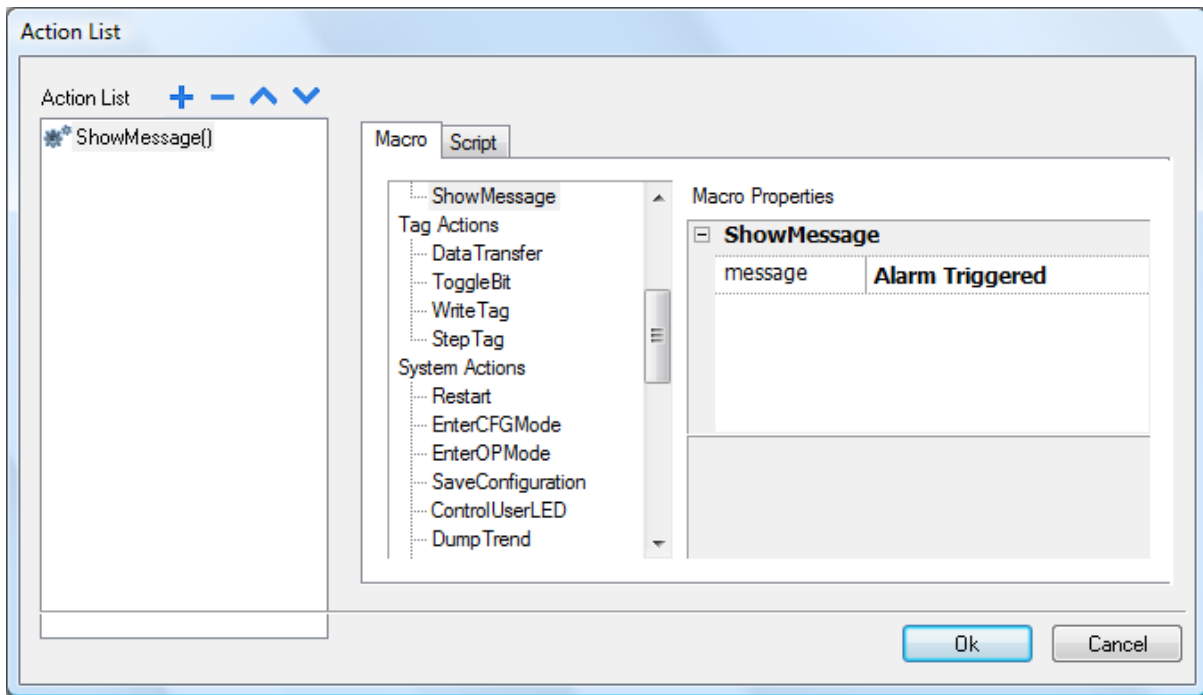 Action List
Action List
ShowMessage()
Macro
Script
ShowMessage
Tag Actions
DataTransfer
ToggleBit
WriteTag
StepTag
System Actions
Restart
EnterCFGMode
EnterOPMode
SaveConfiguration
ControlUserLED
DumpTrend
Macro Properties
ShowMessage
message Alarm Triggered
Ok
Cancel